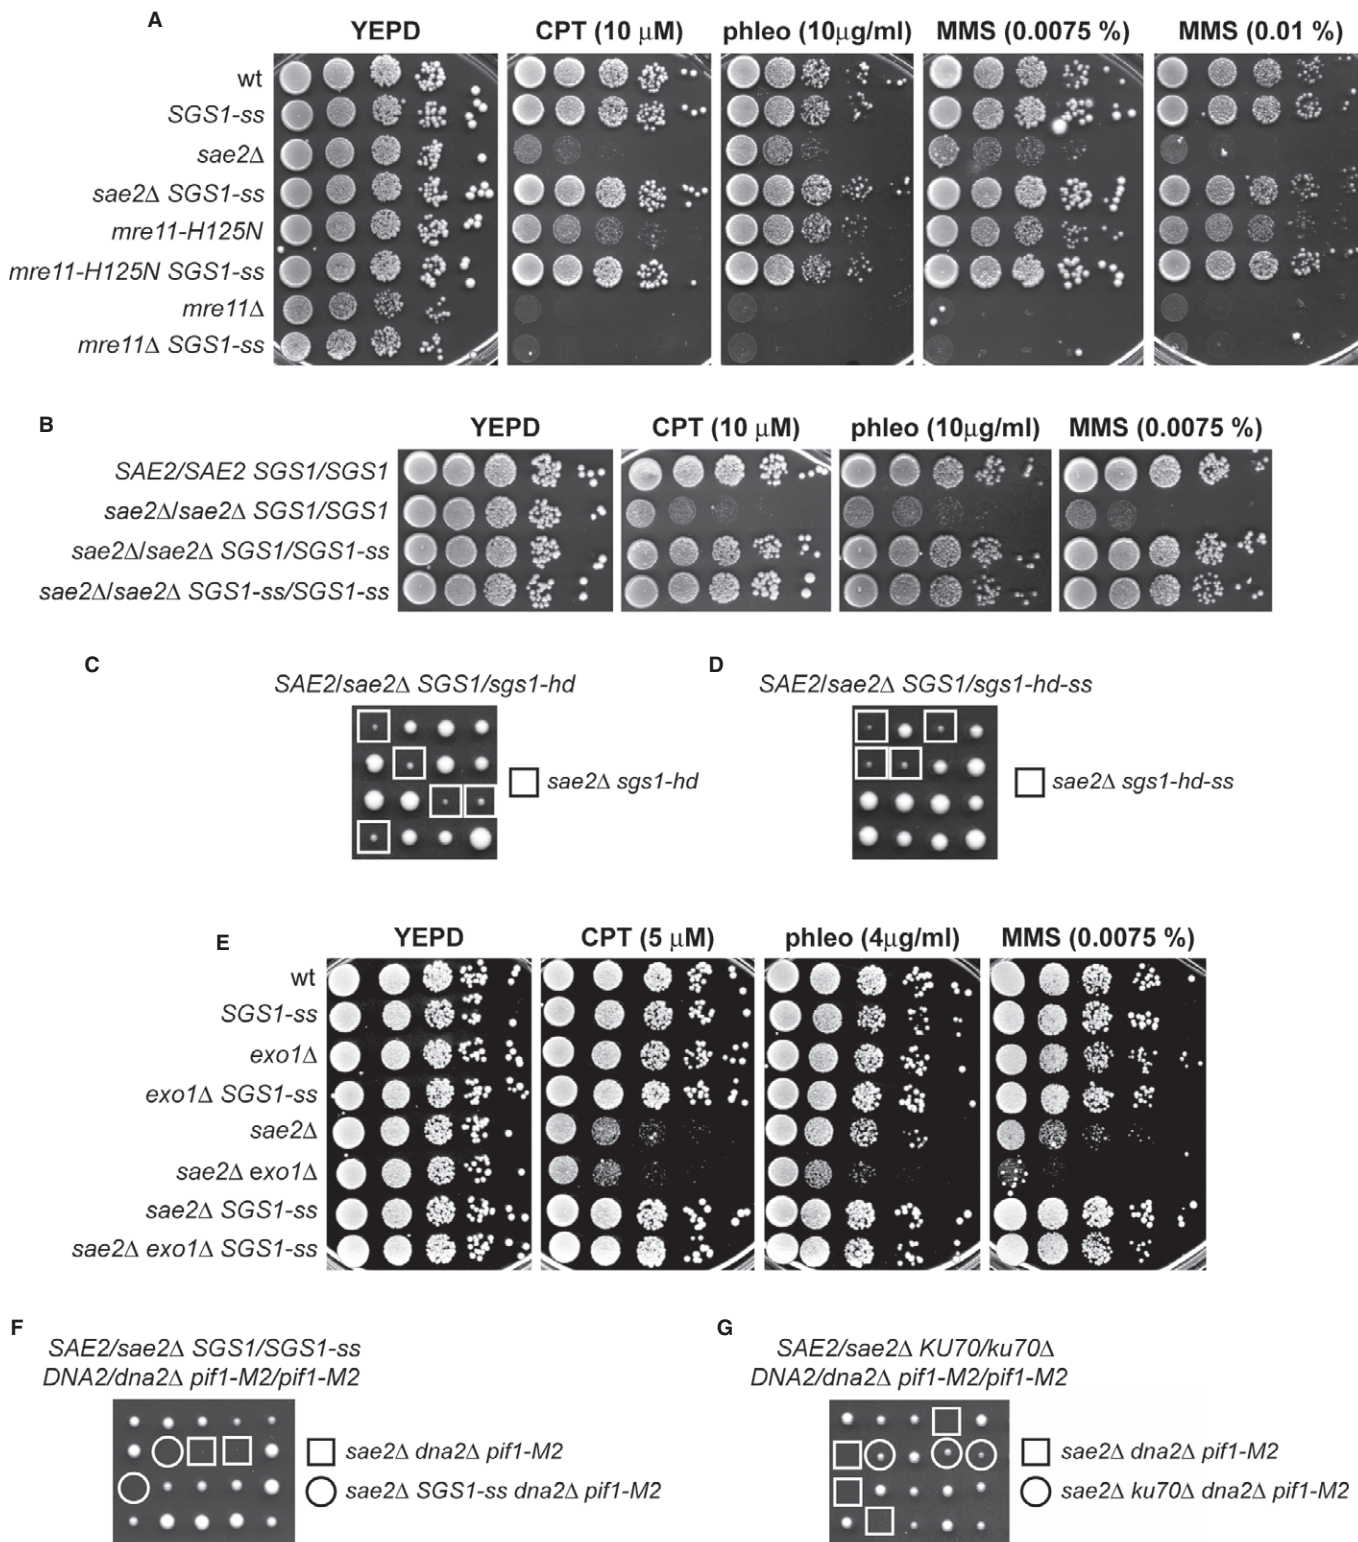 A
YEPD CPT (10 μM) phleo (10μg/ml) MMS (0.0075 %) MMS (0.01 %)
wt
SGS1-ss
sae2Δ
sae2Δ SGS1-ss
mre11-H125N
mre11-H125N SGS1-ss
mre11Δ
mre11Δ SGS1-ss
B
YEPD CPT (10 μM) phleo (10μg/ml) MMS (0.0075 %)
SAE2/SAE2 SGS1/SGS1
sae2Δ/sae2Δ SGS1/SGS1
sae2Δ/sae2Δ SGS1/SGS1-ss
sae2Δ/sae2Δ SGS1-ss/SGS1-ss
C
SAE2/sae2Δ SGS1/sgs1-hd
sae2Δ sgs1-hd
D
SAE2/sae2Δ SGS1/sgs1-hd-ss
sae2Δ sgs1-hd-ss
E
YEPD CPT (5 μM) phleo (4μg/ml) MMS (0.0075 %)
wt
SGS1-ss
exo1Δ
exo1Δ SGS1-ss
sae2Δ
sae2Δ exo1Δ
sae2Δ SGS1-ss
sae2Δ exo1Δ SGS1-ss
F
SAE2/sae2Δ SGS1/SGS1-ss
DNA2/dna2Δ pif1-M2/pif1-M2
sae2Δ dna2Δ pif1-M2
sae2Δ SGS1-ss dna2Δ pif1-M2
G
SAE2/sae2Δ KU70/ku70Δ
DNA2/dna2Δ pif1-M2/pif1-M2
sae2Δ dna2Δ pif1-M2
sae2Δ ku70Δ dna2Δ pif1-M2